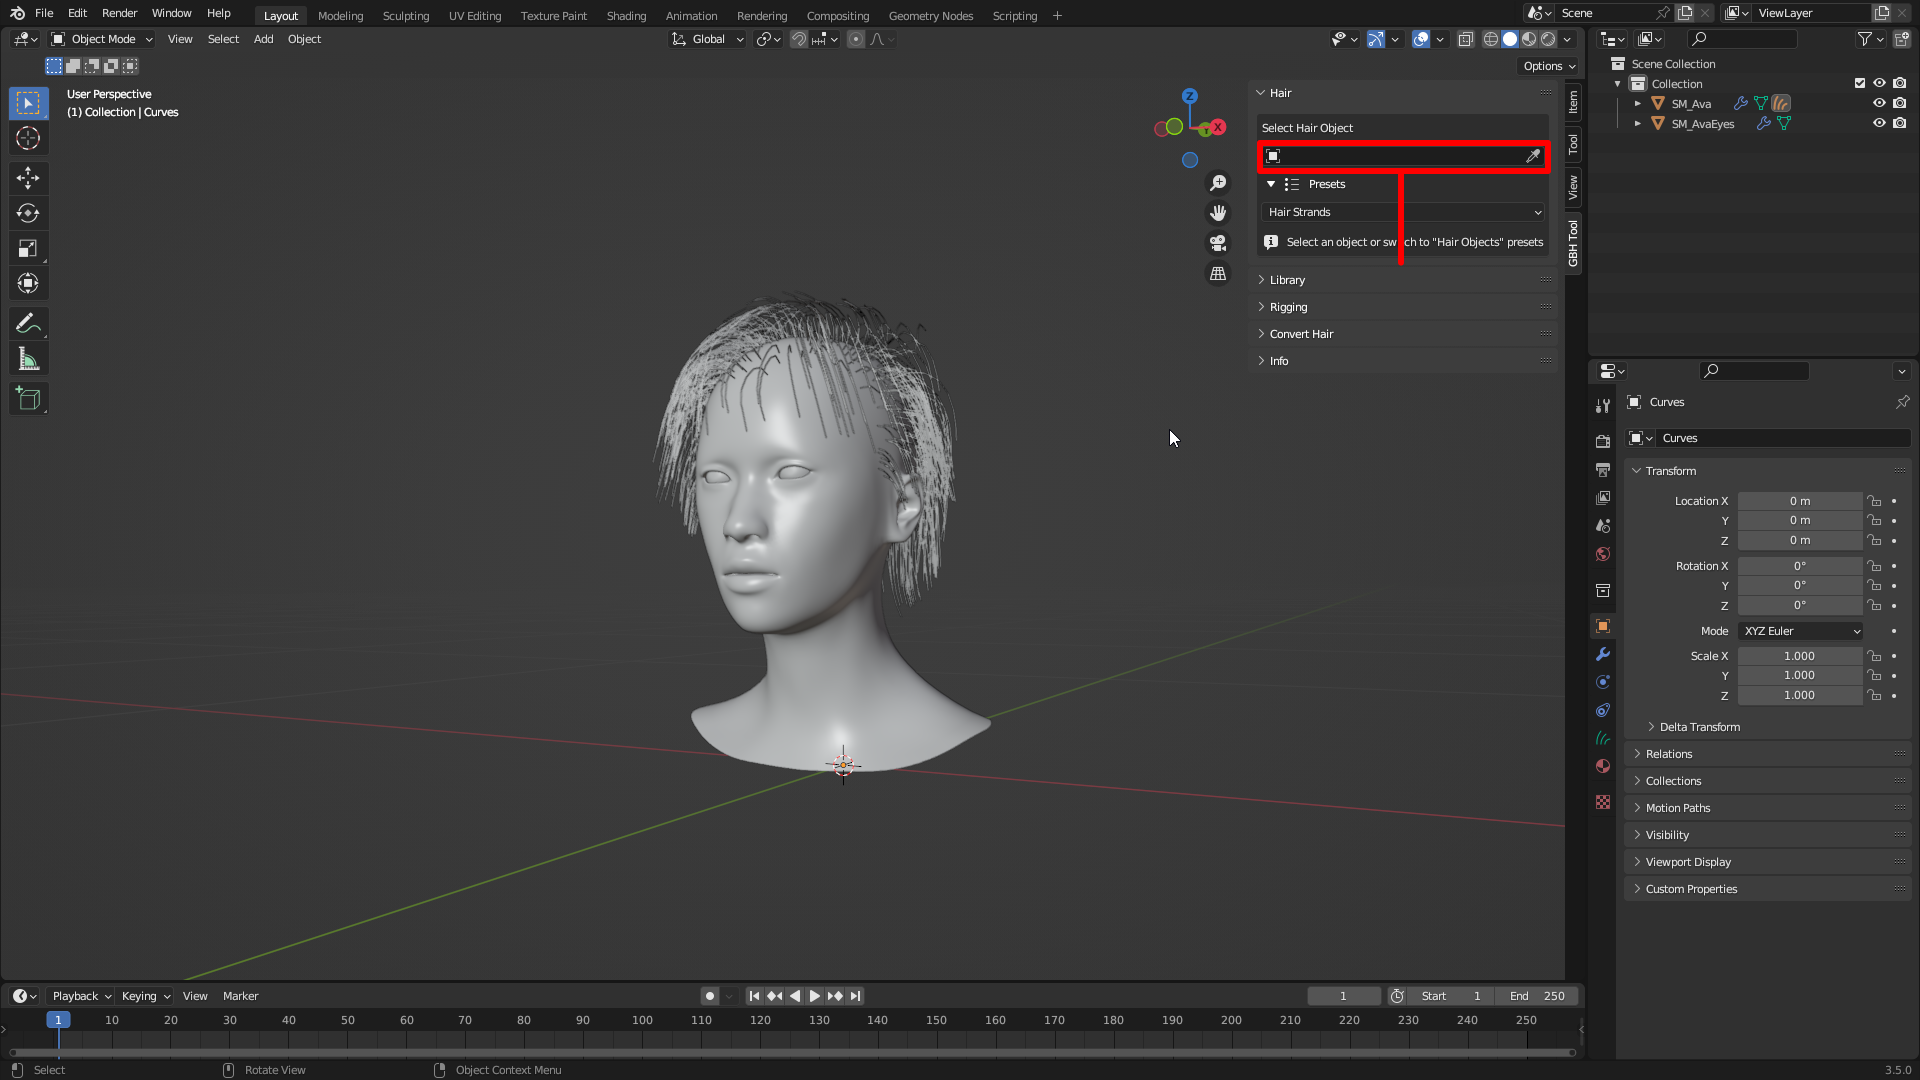 File Edit Render Window Help Layout Modeling Sculpting UV Editing Texture Paint Shading Animation Rendering Compositing Geometry Nodes Scripting + Scene ViewLayer
Object Mode View Select Add Object Global
Options
User Perspective
(1) Collection | Curves
Z
X
Y
Hair
Select Hair Object
Presets
Hair Strands
Select an object or sw ch to "Hair Objects" presets
Library
Rigging
Convert Hair
Info
Item
Tool
View
GBH Tool
Scene Collection
Collection
SM_Ava
SM_AvaEyes
Curves
Curves
Transform
Location X 0 m
Y 0 m
Z 0 m
Rotation X 0°
Y 0°
Z 0°
Mode XYZ Euler
Scale X 1.000
Y 1.000
Z 1.000
Delta Transform
Relations
Collections
Motion Paths
Visibility
Viewport Display
Custom Properties
Playback Keying View Marker 1 Start 1 End 250
1 10 20 30 40 50 60 70 80 90 100 110 120 130 140 150 160 170 180 190 200 210 220 230 240 250
Select Rotate View Object Context Menu 3.5.0